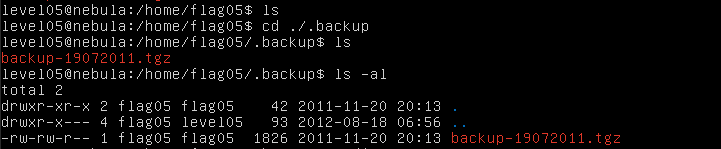 level05@nebula:/home/flag05$ ls
level05@nebula:/home/flag05$ cd ./.backup
level05@nebula:/home/flag05/.backup$ ls
backup-19072011.tgz
level05@nebula:/home/flag05/.backup$ ls -al
total 2
drwxr-xr-x 2 flag05 flag05    42 2011-11-20 20:13 .
drwxr-x--- 4 flag05 level05   93 2012-08-18 06:56 ..
-rw-rw-r-- 1 flag05 flag05  1826 2011-11-20 20:13 backup-19072011.tgz